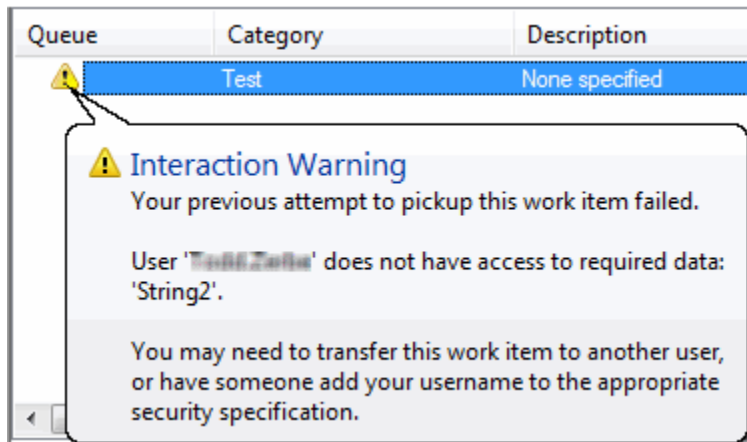 Queue Category Description
Test None specified
Interaction Warning
Your previous attempt to pickup this work item failed.
User ' ' does not have access to required data:
'String2'.
You may need to transfer this work item to another user,
or have someone add your username to the appropriate
security specification.